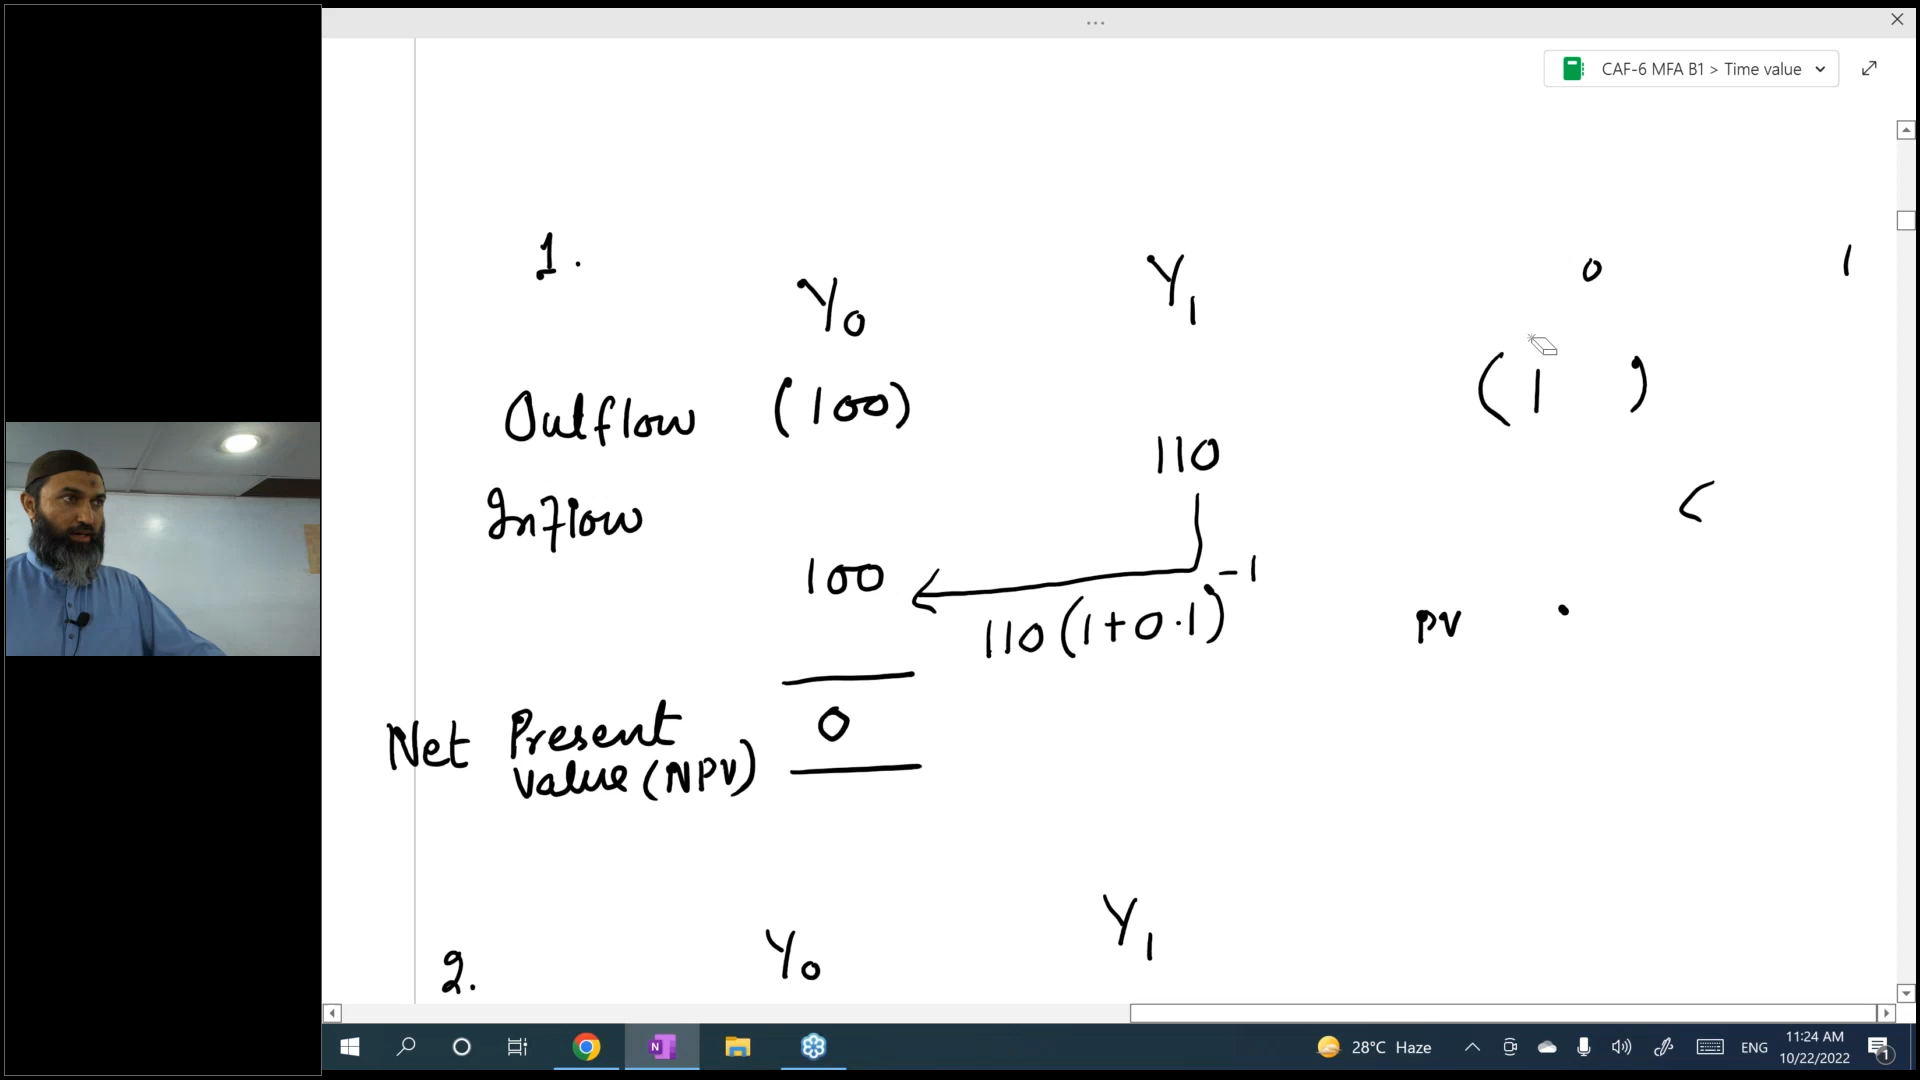 CAF-6 MFA B1 > Time value
1.
Y0 Y1 0 1
Outflow (100) (1 )
110
Inflow
100
110(1+0.1)-1 PV
Net Present Value (NPV) 0
Y0 Y1
2.
28°C Haze
ENG
11:24 AM
10/22/2022
1